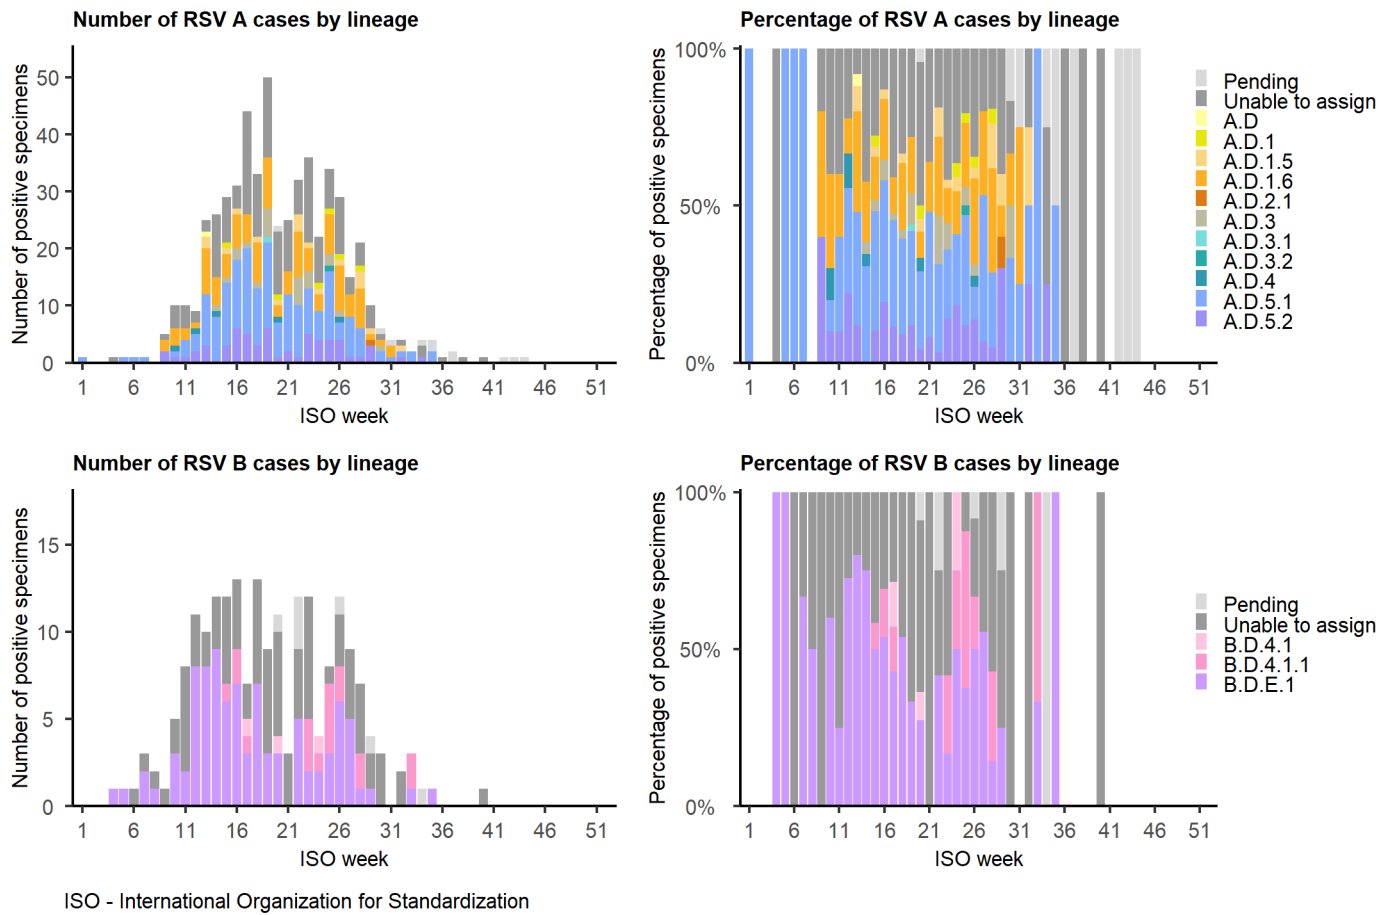 Number of RSV A cases by lineage
Number of positive specimens
50
40
30
20
10
0
1 6 11 16 21 26 31 36 41 46 51
ISO week
Percentage of RSV A cases by lineage
Percentage of positive specimens
100%
50%
0%
1 6 11 16 21 26 31 36 41 46 51
ISO week
Pending
Unable to assign
A.D
A.D.1
A.D.1.5
A.D.1.6
A.D.2.1
A.D.3
A.D.3.1
A.D.3.2
A.D.4
A.D.5.1
A.D.5.2
Number of RSV B cases by lineage
Number of positive specimens
15
10
5
0
1 6 11 16 21 26 31 36 41 46 51
ISO week
Percentage of RSV B cases by lineage
Percentage of positive specimens
100%
50%
0%
1 6 11 16 21 26 31 36 41 46 51
ISO week
Pending
Unable to assign
B.D.4.1
B.D.4.1.1
B.D.E.1
ISO - International Organization for Standardization